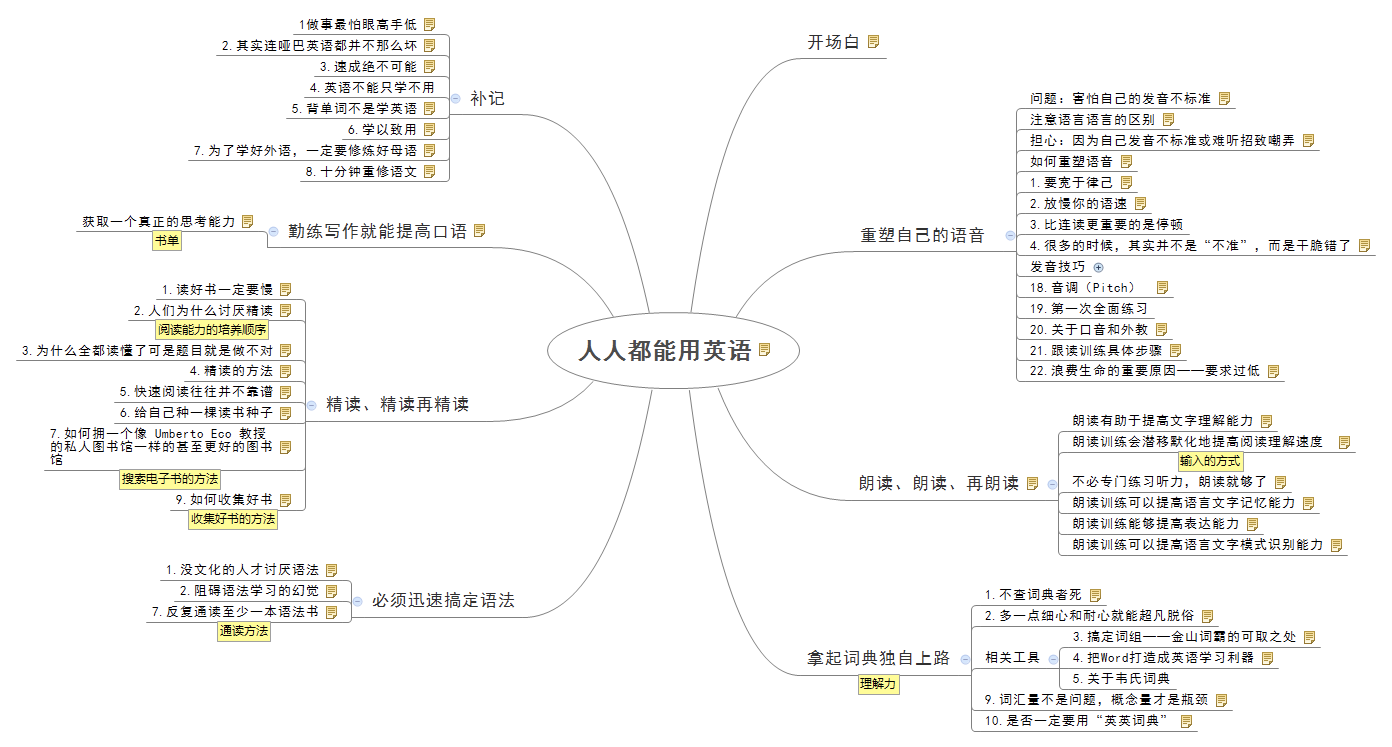 人人都能用英语
开场白
重塑自己的语音
问题：害怕自己的发音不标准
注意语言语言的区别
担心：因为自己发音不标准或难听招致嘲弄
如何重塑语音
1.要宽于律己
2.放慢你的语速
3.比连读更重要的是停顿
4.很多的时候，其实并不是“不准”，而是干脆错了
发音技巧
18.音调（Pitch）
19.第一次全面练习
20.关于口音和外教
21.跟读训练具体步骤
22.浪费生命的重要原因——要求过低
朗读、朗读、再朗读
朗读有助于提高文字理解能力
朗读训练会潜移默化地提高阅读理解速度
输入的方式
不必专门练习听力，朗读就够了
朗读训练可以提高语言文字记忆能力
朗读训练能够提高表达能力
朗读训练可以提高语言文字模式识别能力
拿起词典独自上路
理解力
1.不查词典者死
2.多一点细心和耐心就能超凡脱俗
相关工具
3.搞定词组——金山词霸的可取之处
4.把Word打造成英语学习利器
5.关于韦氏词典
9.词汇量不是问题，概念量才是瓶颈
10.是否一定要用“英英词典”
补记
1做事最怕眼高手低
2.其实连哑巴英语都并不那么坏
3.速成绝不可能
4.英语不能只学不用
5.背单词不是学英语
6.学以致用
7.为了学好外语，一定要修炼好母语
8.十分钟重修语文
勤练写作就能提高口语
获取一个真正的思考能力
书单
精读、精读再精读
1.读好书一定要慢
2.人们为什么讨厌精读
阅读能力的培养顺序
3.为什么全都读懂了可是题目就是做不对
4.精读的方法
5.快速阅读往往并不靠谱
6.给自己种一棵读书种子
7.如何拥一个像 Umberto Eco 教授
的私人图书馆一样的甚至更好的图书
馆
搜索电子书的方法
9.如何收集好书
收集好书的方法
必须迅速搞定语法
1.没文化的人才讨厌语法
2.阻碍语法学习的幻觉
7.反复通读至少一本语法书
通读方法